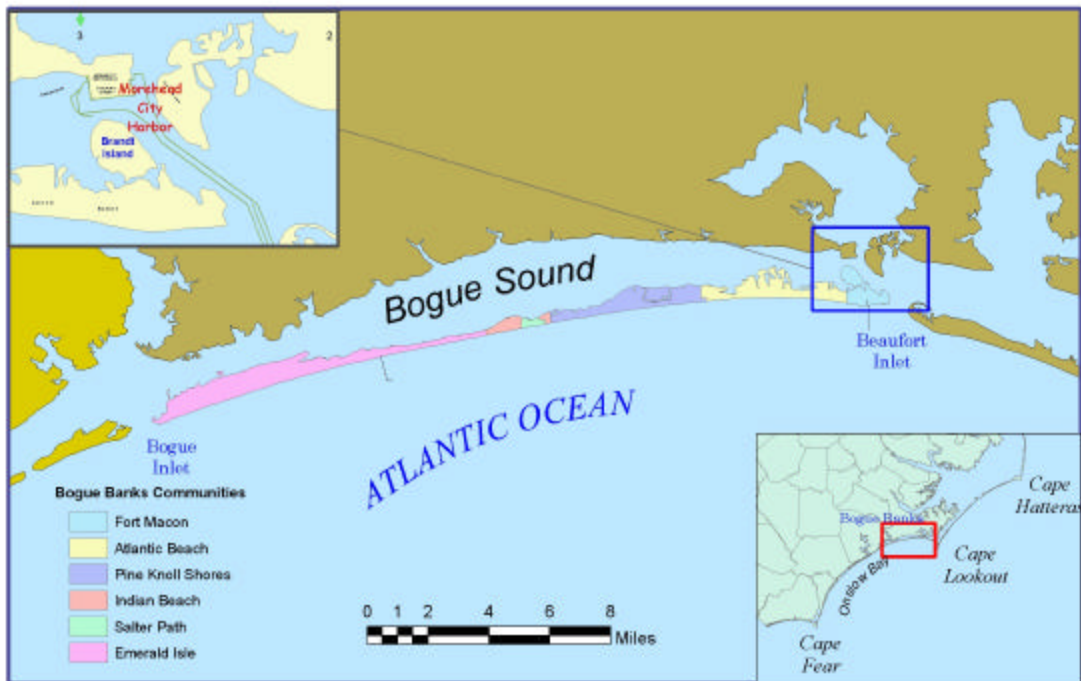 3
2
Morehead
City
Harbor
Brandt
Island
Bogue Sound
Beaufort
Inlet
ATLANTIC OCEAN
Bogue
Inlet
Bogue Banks Communities
Fort Macon
Atlantic Beach
Pine Knoll Shores
Indian Beach
Salter Path
Emerald Isle
0 1 2 4 6 8
Miles
Cape
Hatteras
Bogue Banks
Cape
Lookout
Onslow Bay
Cape
Fear